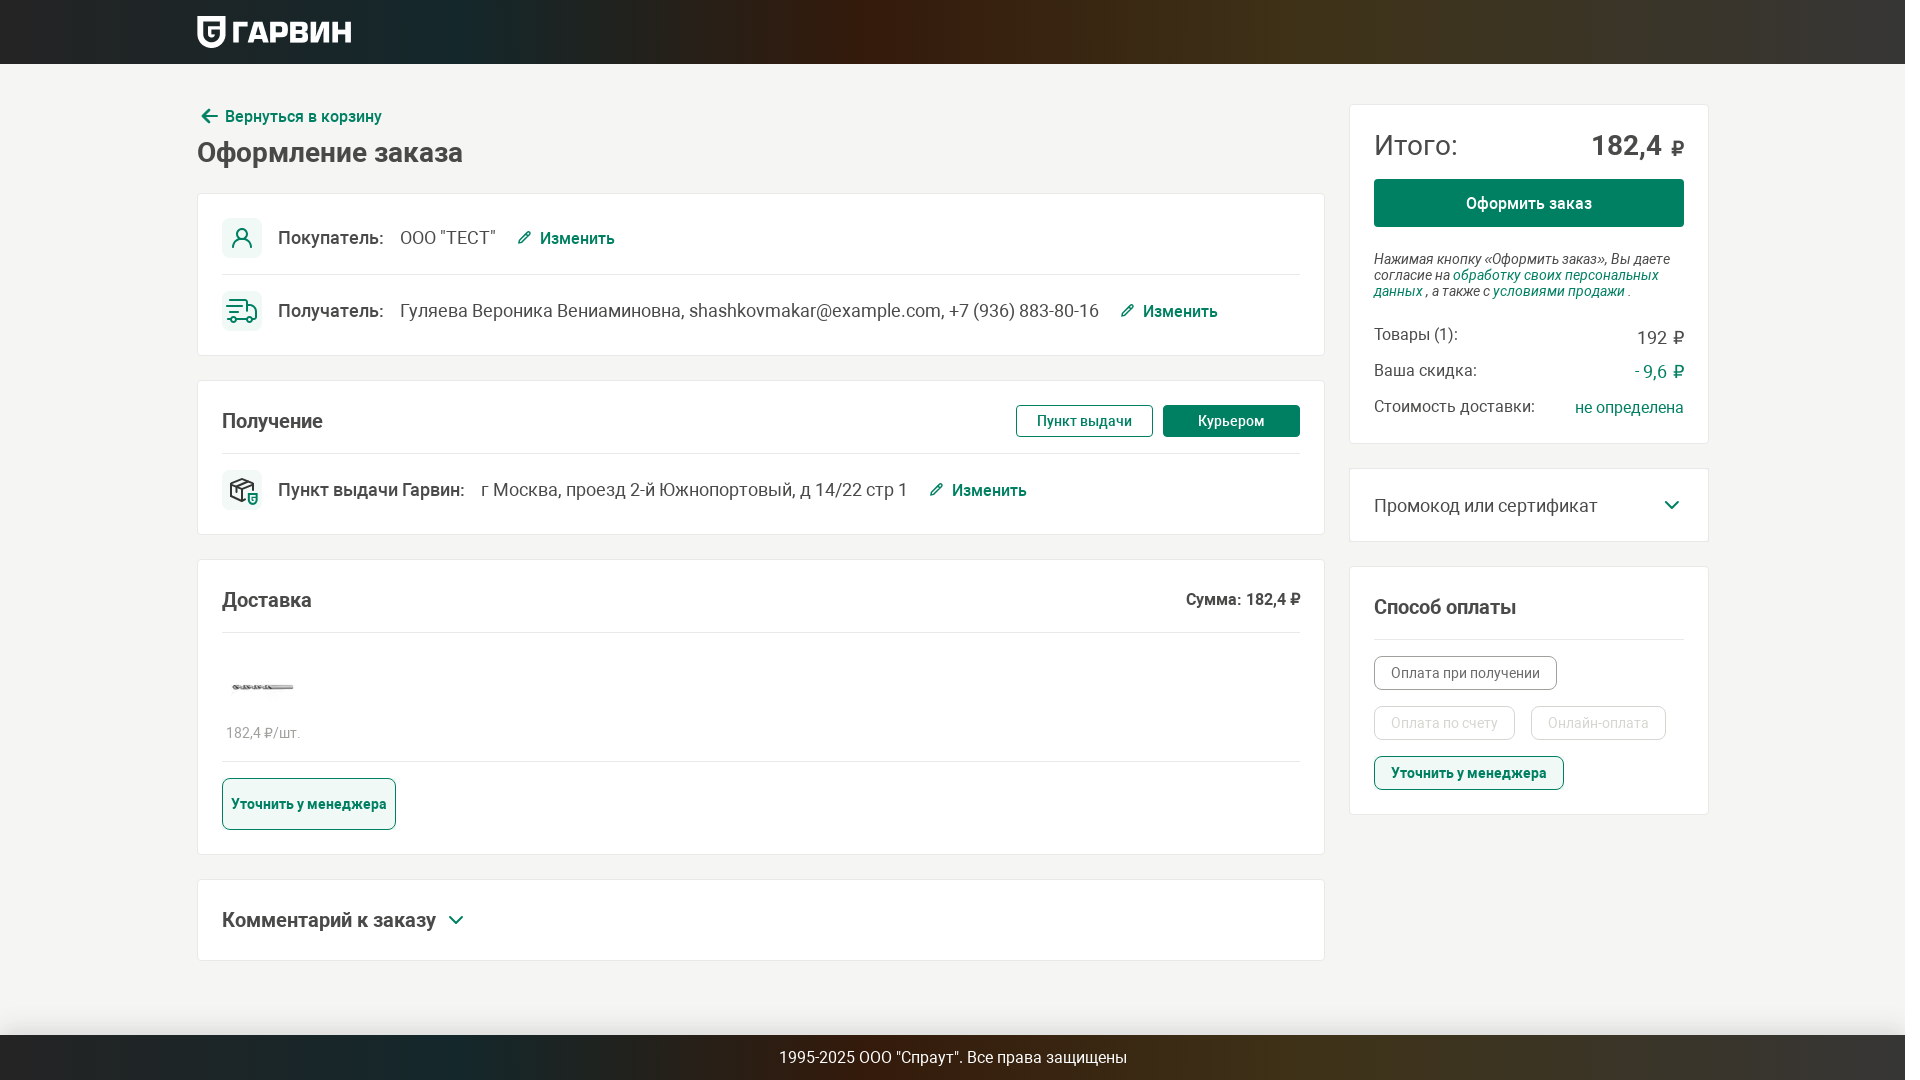 ГАРВИН
Вернуться в корзину
Оформление заказа
Покупатель: ООО "ТЕСТ" Изменить
Получатель: Гуляева Вероника Вениаминовна, shashkovmakar@example.com, +7 (936) 883-80-16 Изменить
Получение Пункт выдачи Курьером
Пункт выдачи Гарвин: г Москва, проезд 2-й Южнопортовый, д 14/22 стр 1 Изменить
Доставка Сумма: 182,4 ₽
182,4 ₽/шт.
Уточнить у менеджера
Комментарий к заказу
Итого: 182,4 ₽
Оформить заказ
Нажимая кнопку «Оформить заказ», Вы даете
согласие на обработку своих персональных
данных , а также с условиями продажи .
Товары (1): 192 ₽
Ваша скидка: - 9,6 ₽
Стоимость доставки: не определена
Промокод или сертификат
Способ оплаты
Оплата при получении
Оплата по счету Онлайн-оплата
Уточнить у менеджера
1995-2025 ООО "Спраут". Все права защищены